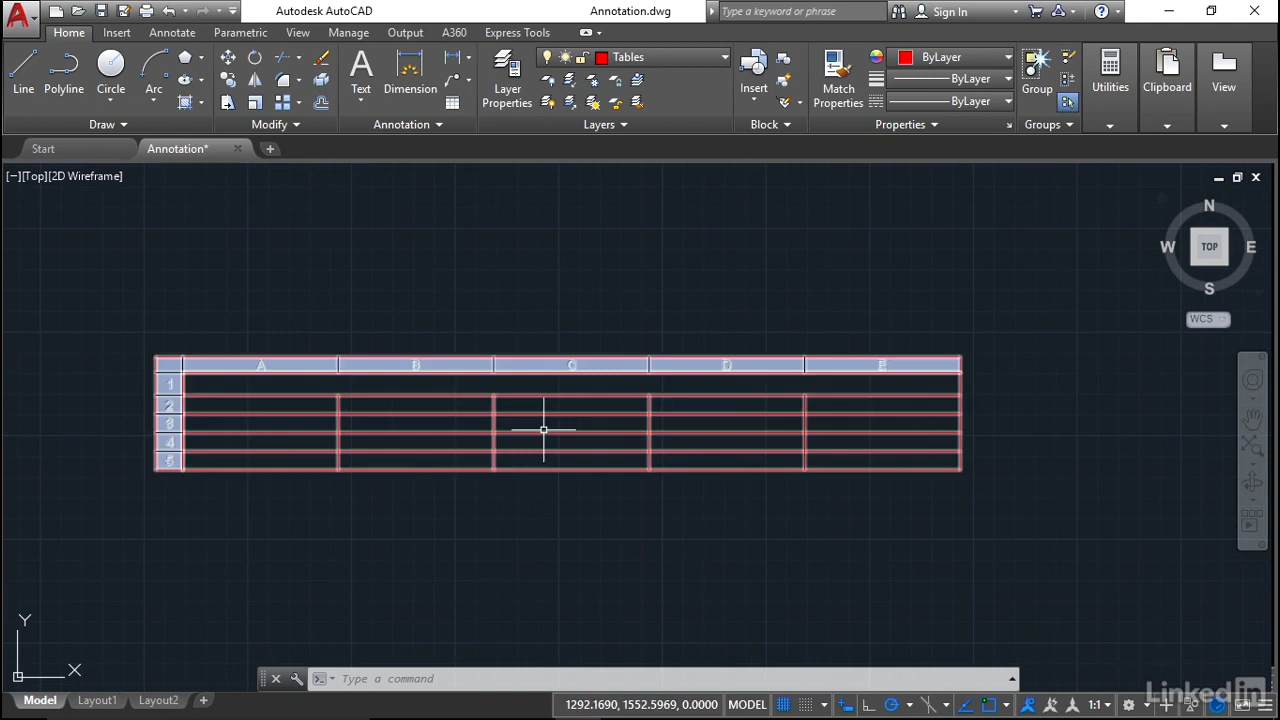 A
Autodesk AutoCAD
Annotation.dwg
Type a keyword or phrase
Sign In
?
Home
Insert
Annotate
Parametric
View
Manage
Output
A360
Express Tools
Line
Polyline
Circle
Arc
Draw
Modify
A
Text
Dimension
Annotation
Layer
Properties
Tables
Layers
Insert
Block
Match
Properties
ByLayer
ByLayer
ByLayer
Properties
Group
Groups
Utilities
Clipboard
View
Start
Annotation*
[−][Top][2D Wireframe]
N
W
TOP
E
S
WCS
A B C D E
1
2
3
4
5
Y
X
Type a command
Model
Layout1
Layout2
1292.1690, 1552.5969, 0.0000
MODEL
1:1
Linked in